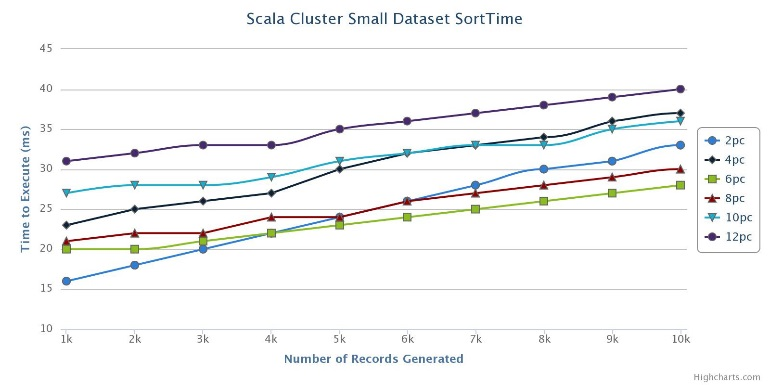 Scala Cluster Small Dataset SortTime
Time to Execute (ms)
45
40
35
30
25
20
15
10
1k 2k 3k 4k 5k 6k 7k 8k 9k 10k
Number of Records Generated
2pc
4pc
6pc
8pc
10pc
12pc
Highcharts.com